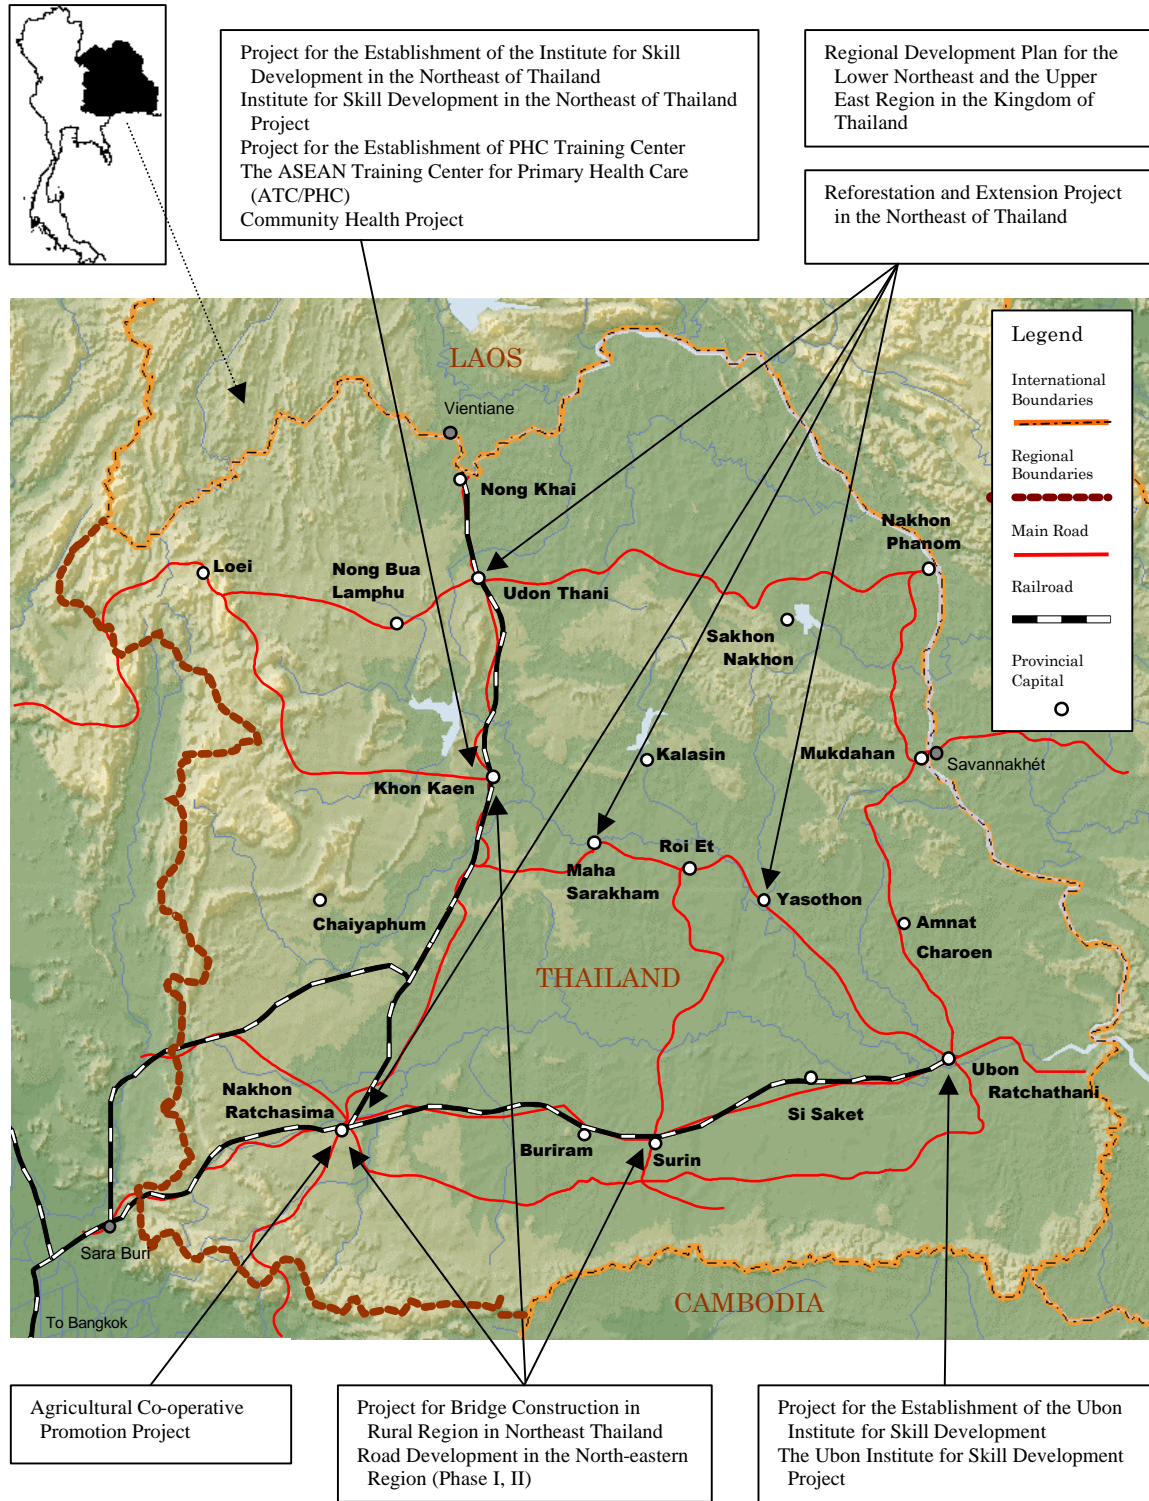 Project for the Establishment of the Institute for Skill
Development in the Northeast of Thailand
Institute for Skill Development in the Northeast of Thailand
Project
Project for the Establishment of PHC Training Center
The ASEAN Training Center for Primary Health Care
(ATC/PHC)
Community Health Project
Regional Development Plan for the
Lower Northeast and the Upper
East Region in the Kingdom of
Thailand
Reforestation and Extension Project
in the Northeast of Thailand
Legend
International
Boundaries
Regional
Boundaries
Main Road
Railroad
Provincial
Capital
LAOS
Vientiane
Nong Khai
Nakhon
Phanom
Loei
Nong Bua
Lamphu
Udon Thani
Sakhon
Nakhon
Kalasin
Mukdahan
Savannakhét
Khon Kaen
Maha
Sarakham
Roi Et
Yasothon
Chaiyaphum
Amnat
Charoen
THAILAND
Nakhon
Ratchasima
Ubon
Ratchathani
Si Saket
Buriram
Surin
Sara Buri
CAMBODIA
To Bangkok
Agricultural Co-operative
Promotion Project
Project for Bridge Construction in
Rural Region in Northeast Thailand
Road Development in the North-eastern
Region (Phase I, II)
Project for the Establishment of the Ubon
Institute for Skill Development
The Ubon Institute for Skill Development
Project